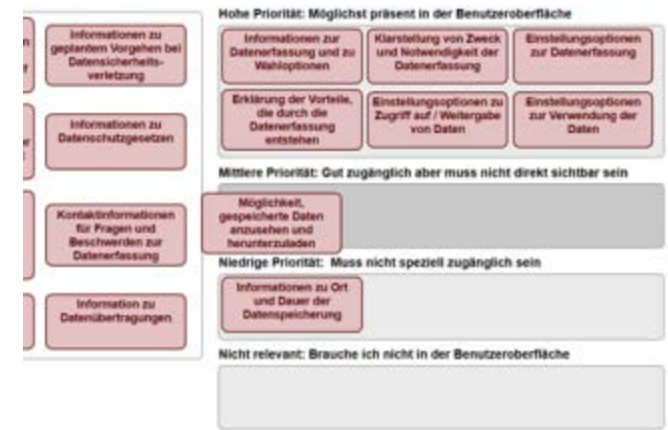 Informationen zu
geplantem Vorgehen bei
Datensicherheits-
verletzung
Informationen zu
Datenschutzgesetzen
Kontaktinformationen
für Fragen und
Beschwerden zur
Datenerfassung
Information zu
Datenübertragungen
Hohe Priorität: Möglichst präsent in der Benutzeroberfläche
Informationen zur
Datenerfassung und zu
Wahloptionen
Klarstellung von Zweck
und Notwendigkeit der
Datenerfassung
Einstellungsoptionen
zur Datenerfassung
Erklärung der Vorteile,
die durch die
Datenerfassung
entstehen
Einstellungsoptionen zu
Zugriff auf / Weitergabe
von Daten
Einstellungsoptionen
zur Verwendung der
Daten
Mittlere Priorität: Gut zugänglich aber muss nicht direkt sichtbar sein
Möglichkeit,
gespeicherte Daten
anzusehen und
herunterzuladen
Niedrige Priorität: Muss nicht speziell zugänglich sein
Informationen zu Ort
und Dauer der
Datenspeicherung
Nicht relevant: Brauche ich nicht in der Benutzeroberfläche